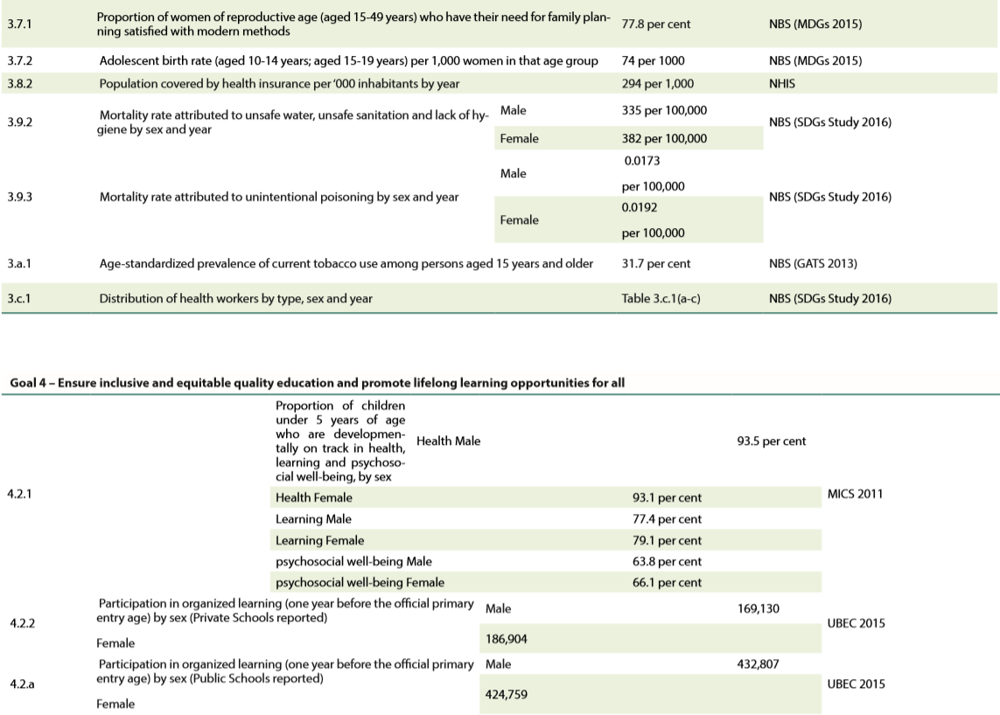 3.7.1 Proportion of women of reproductive age (aged 15-49 years) who have their need for family plan- 77.8 per cent NBS (MDGs 2015)
ning satisfied with modern methods
3.7.2 Adolescent birth rate (aged 10-14 years; aged 15-19 years) per 1,000 women in that age group 74 per 1000 NBS (MDGs 2015)
3.8.2 Population covered by health insurance per ‘000 inhabitants by year 294 per 1,000 NHIS
3.9.2 Mortality rate attributed to unsafe water, unsafe sanitation and lack of hy- Male 335 per 100,000 NBS (SDGs Study 2016)
giene by sex and year
Female 382 per 100,000
3.9.3 Mortality rate attributed to unintentional poisoning by sex and year Male 0.0173 NBS (SDGs Study 2016)
per 100,000
Female 0.0192
per 100,000
3.a.1 Age-standardized prevalence of current tobacco use among persons aged 15 years and older 31.7 per cent NBS (GATS 2013)
3.c.1 Distribution of health workers by type, sex and year Table 3.c.1(a-c) NBS (SDGs Study 2016)
Goal 4 – Ensure inclusive and equitable quality education and promote lifelong learning opportunities for all
4.2.1 Proportion of children
under 5 years of age
who are developmen-
tally on track in health, Health Male 93.5 per cent MICS 2011
learning and psychoso-
cial well-being, by sex
Health Female 93.1 per cent
Learning Male 77.4 per cent
Learning Female 79.1 per cent
psychosocial well-being Male 63.8 per cent
psychosocial well-being Female 66.1 per cent
4.2.2 Participation in organized learning (one year before the official primary Male 169,130 UBEC 2015
entry age) by sex (Private Schools reported)
Female 186,904
4.2.a Participation in organized learning (one year before the official primary Male 432,807 UBEC 2015
entry age) by sex (Public Schools reported)
Female 424,759